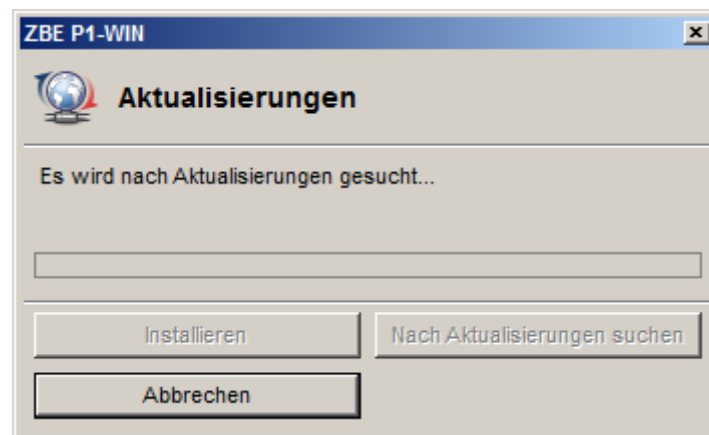 ZBE P1-WIN
Aktualisierungen
Es wird nach Aktualisierungen gesucht...
Installieren
Nach Aktualisierungen suchen
Abbrechen